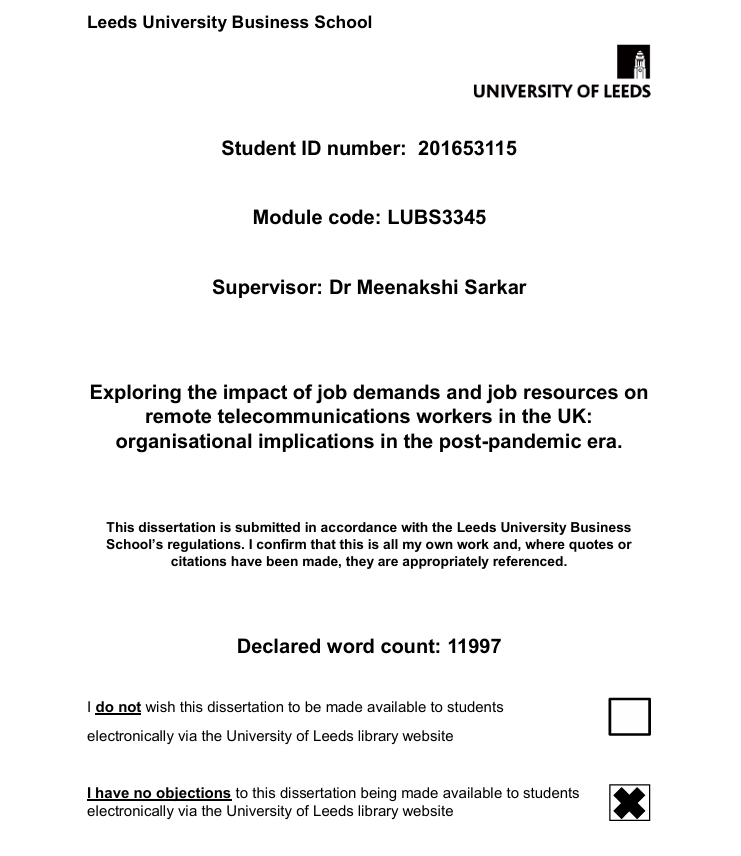 Leeds University Business School
UNIVERSITY OF LEEDS
Student ID number:  201653115
Module code: LUBS3345
Supervisor: Dr Meenakshi Sarkar
Exploring the impact of job demands and job resources on
remote telecommunications workers in the UK:
organisational implications in the post-pandemic era.
This dissertation is submitted in accordance with the Leeds University Business
School's regulations. I confirm that this is all my own work and, where quotes or
citations have been made, they are appropriately referenced.
Declared word count: 11997
I do not wish this dissertation to be made available to students
electronically via the University of Leeds library website
I have no objections to this dissertation being made available to students
electronically via the University of Leeds library website